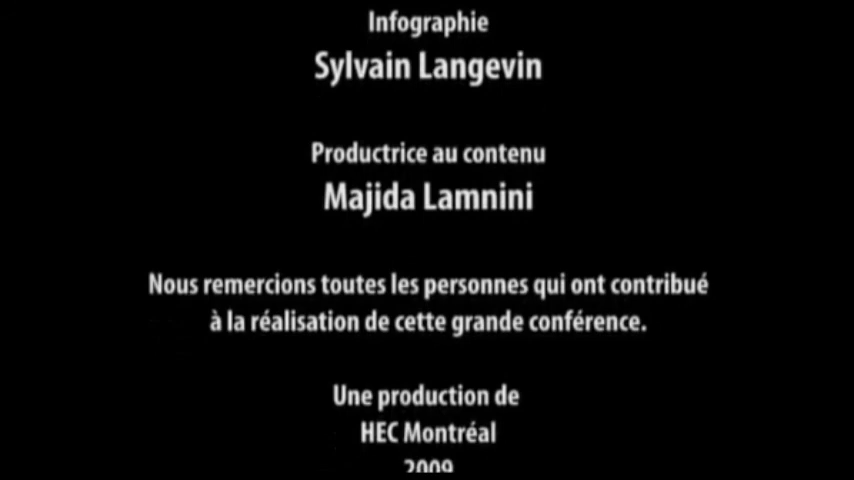 Infographie
Sylvain Langevin
Productrice au contenu
Majida Lamnini
Nous remercions toutes les personnes qui ont contribué
à la réalisation de cette grande conférence.
Une production de
HEC Montréal
2009